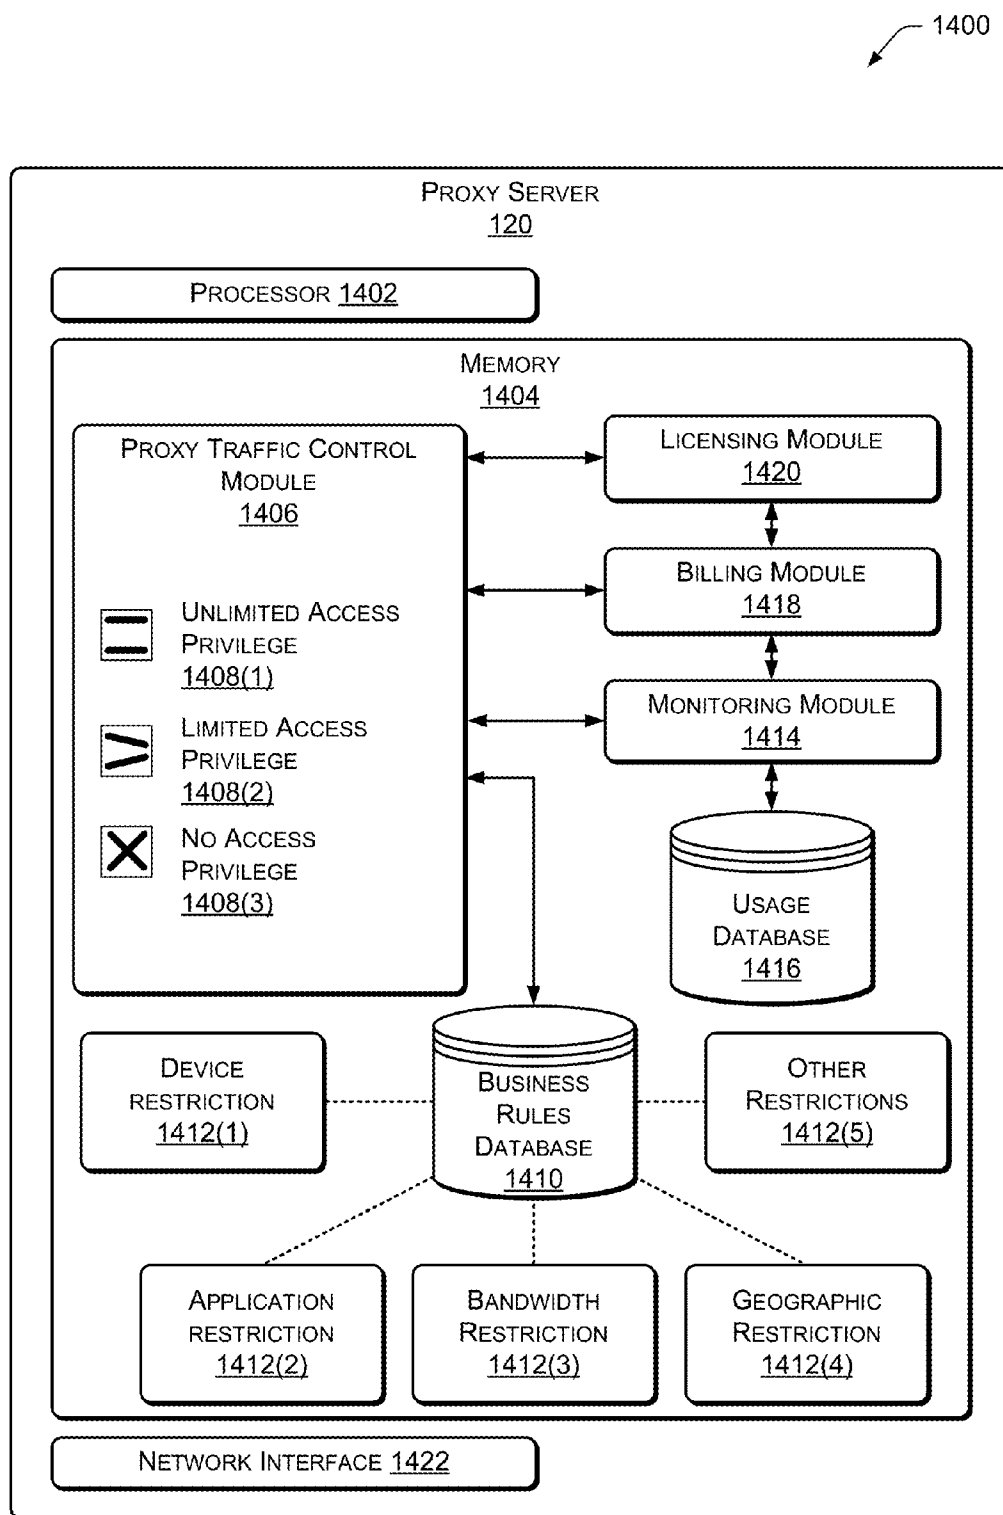 1400
PROXY SERVER
120
PROCESSOR 1402
MEMORY
1404
PROXY TRAFFIC CONTROL
MODULE
1406
UNLIMITED ACCESS
PRIVILEGE
1408(1)
LIMITED ACCESS
PRIVILEGE
1408(2)
NO ACCESS
PRIVILEGE
1408(3)
LICENSING MODULE
1420
BILLING MODULE
1418
MONITORING MODULE
1414
USAGE
DATABASE
1416
DEVICE
RESTRICTION
1412(1)
BUSINESS
RULES
DATABASE
1410
OTHER
RESTRICTIONS
1412(5)
APPLICATION
RESTRICTION
1412(2)
BANDWIDTH
RESTRICTION
1412(3)
GEOGRAPHIC
RESTRICTION
1412(4)
NETWORK INTERFACE 1422